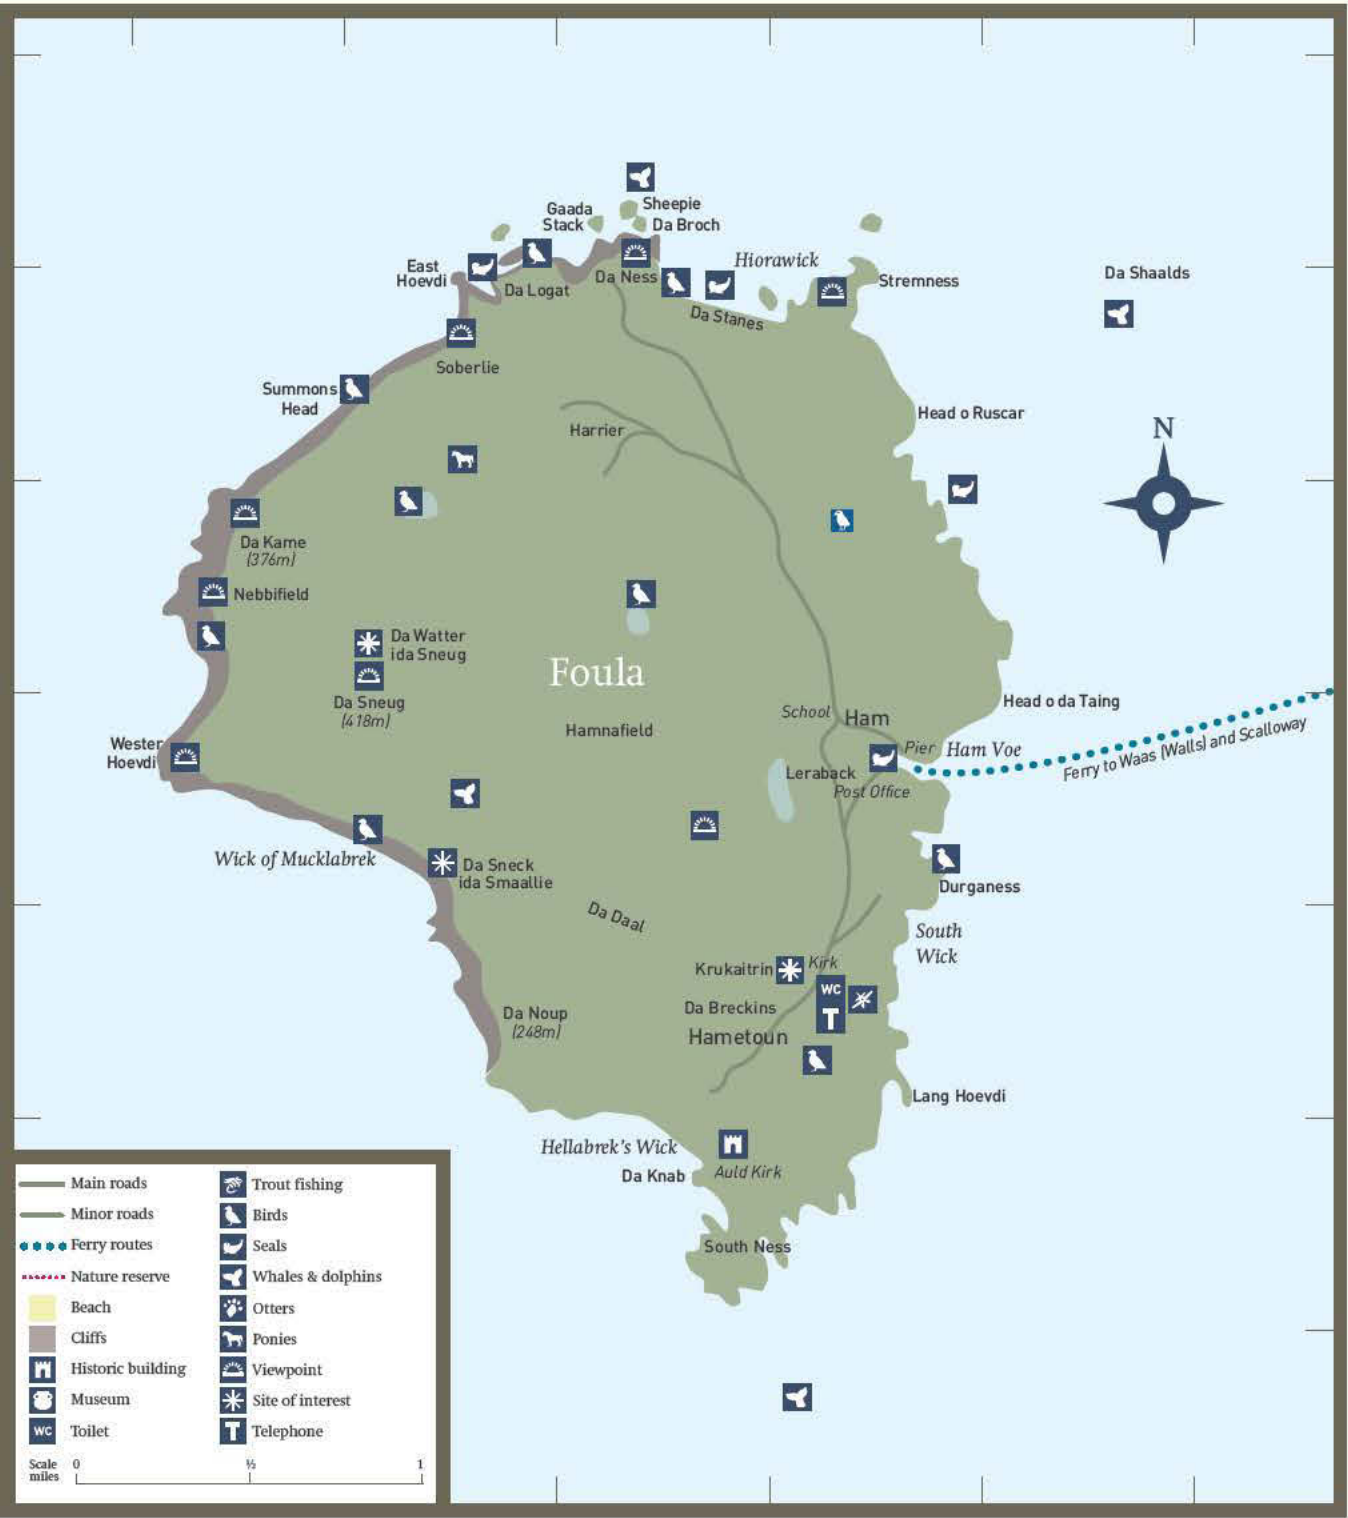 Sheepie
Gaada
Stack
Da Broch
Hiorawick
East
Hoevdi
Da Ness
Da Logat
Stremness
Da Shaalds
Da Stanes
Soberlie
Summons
Head
Head o Ruscar
Harrier
N
Da Kame
(376m)
Nebbifield
Da Watter
ida Sneug
Foula
Da Sneug
(418m)
Hamnafield
School
Ham
Head o da Taing
Wester
Hoevdi
Pier
Ham Voe
Ferry to Waas (Walls) and Scalloway
Leraback
Post Office
Wick of Mucklabrek
Da Sneck
ida Smaallie
Durganess
Da Daal
South
Wick
Krukaitrin
Kirk
WC
Da Breckins
T
Hametoun
Da Noup
(248m)
Lang Hoevdi
Hellabrek's Wick
Da Knab
Auld Kirk
South Ness
Main roads
Minor roads
Ferry routes
Nature reserve
Beach
Cliffs
Historic building
Museum
WC Toilet
Trout fishing
Birds
Seals
Whales & dolphins
Otters
Ponies
Viewpoint
Site of interest
T Telephone
Scale
miles
0 ½ 1